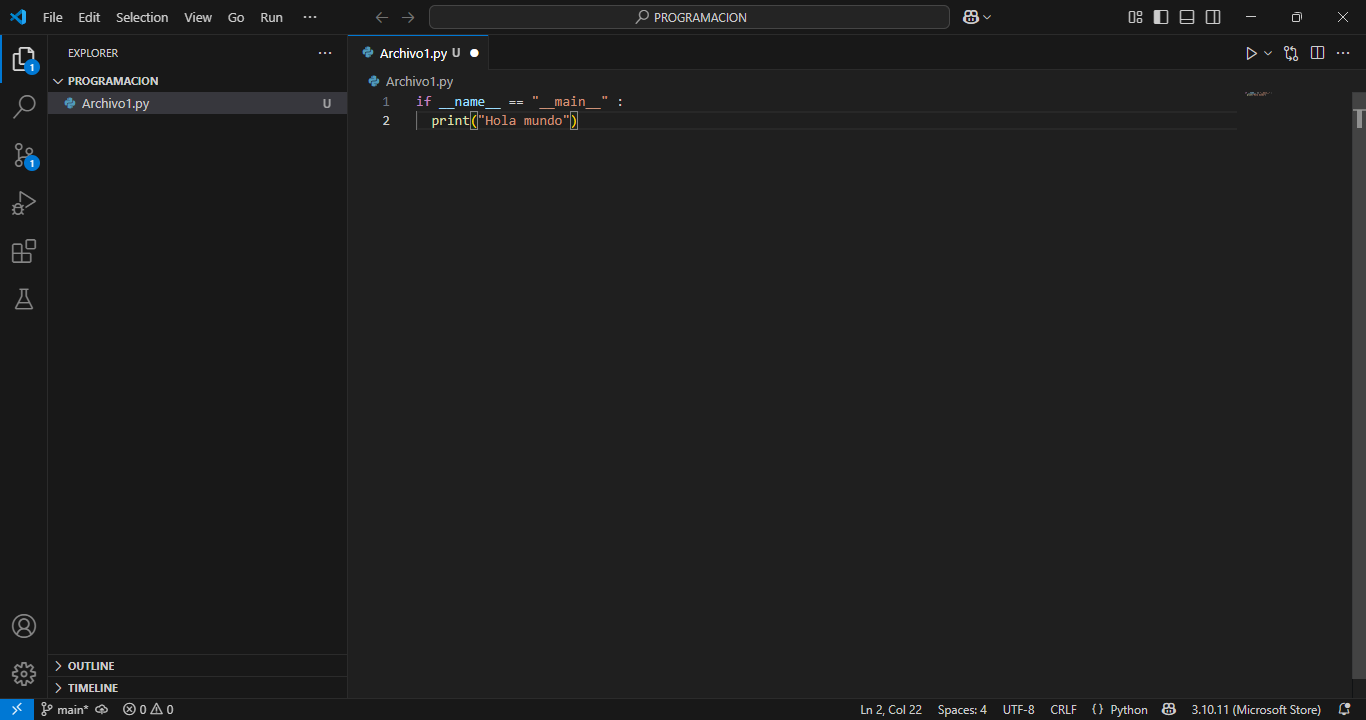 File Edit Selection View Go Run ···
PROGRAMACION
EXPLORER ···
1
PROGRAMACION
Archivo1.py U
1
Archivo1.py U
Archivo1.py
1 if __name__ == "__main__" :
2 print("Hola mundo")
OUTLINE
TIMELINE
main* 0 0 Ln 2, Col 22 Spaces: 4 UTF-8 CRLF {} Python 3.10.11 (Microsoft Store)